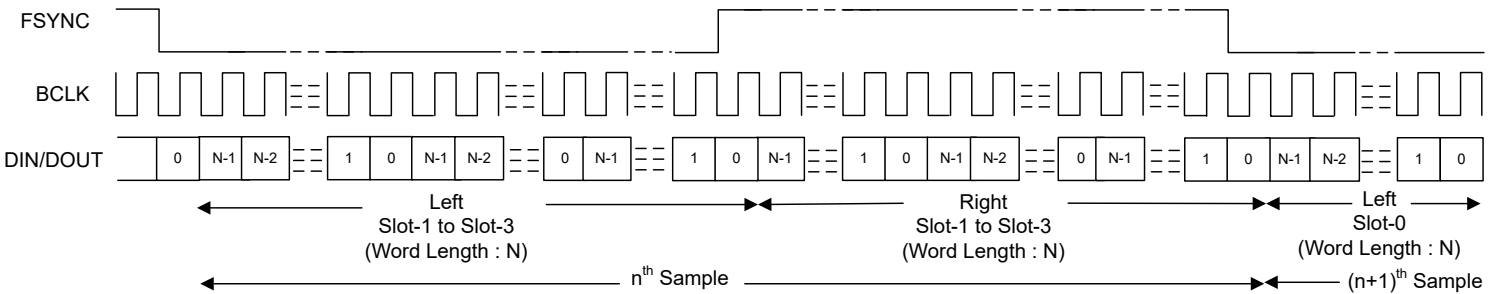 FSYNC
BCLK
DIN/DOUT 0 N-1 N-2 1 0 N-1 N-2 0 N-1 1 0 N-1 1 0 N-1 N-2 0 N-1 1 0 N-1 N-2 1 0
Left
Slot-1 to Slot-3
(Word Length : N)
Right
Slot-1 to Slot-3
(Word Length : N)
Left
Slot-0
(Word Length : N)
nth Sample
(n+1)th Sample